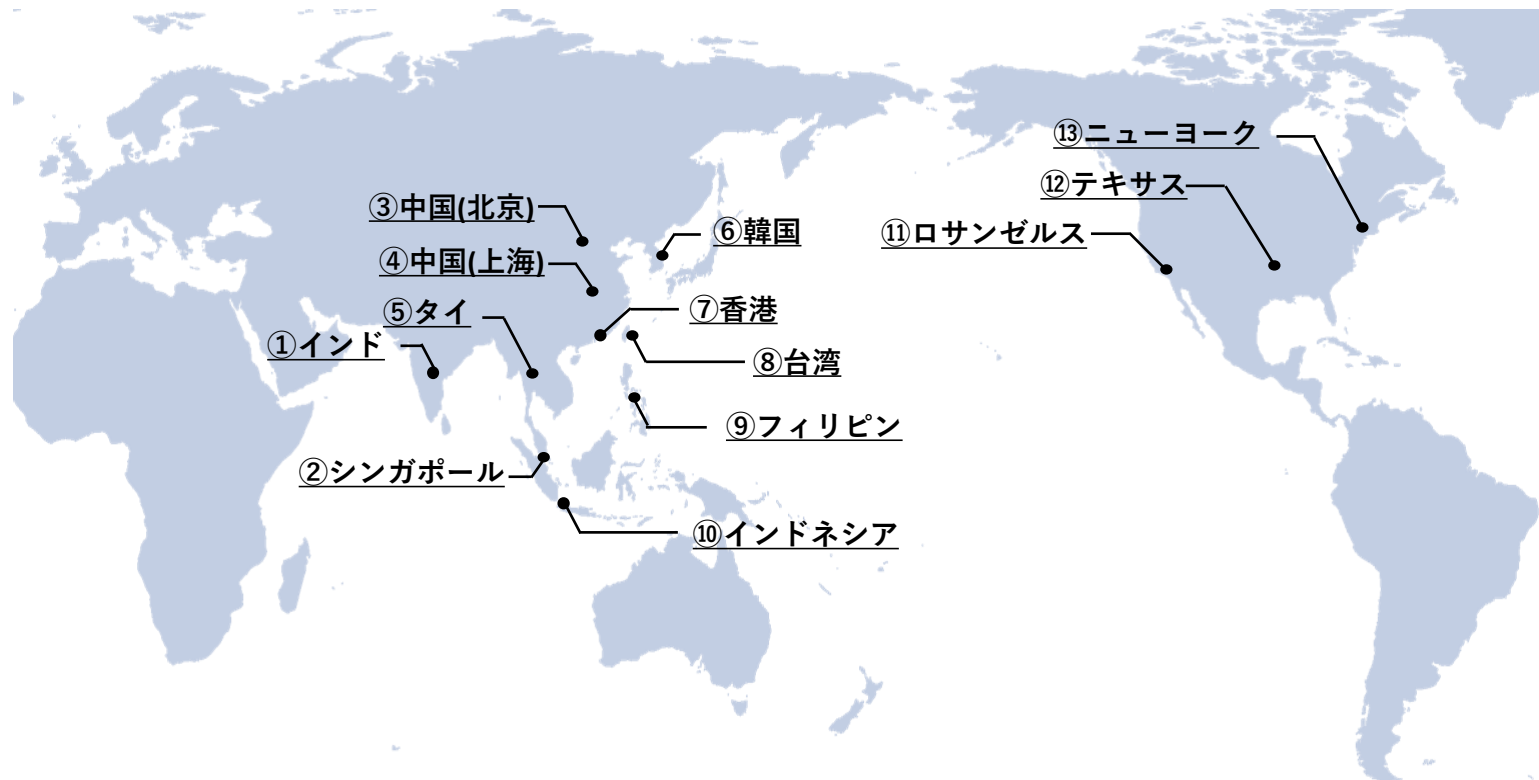 ①インド
②シンガポール
③中国(北京)
④中国(上海)
⑤タイ
⑥韓国
⑦香港
⑧台湾
⑨フィリピン
⑩インドネシア
⑪ロサンゼルス
⑫テキサス
⑬ニューヨーク